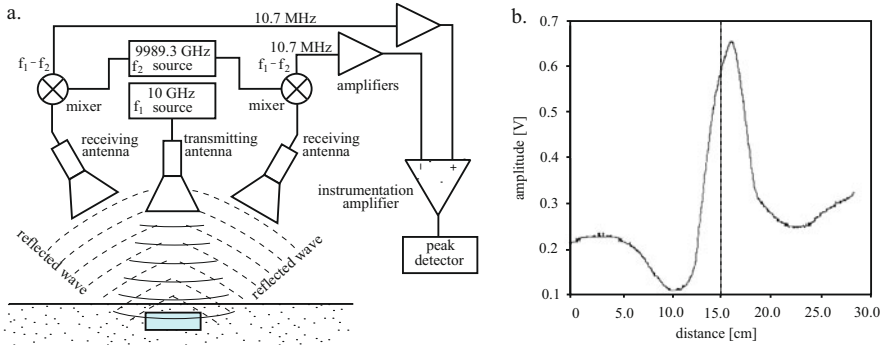 a.
10.7 MHz
9989.3 GHz
f₂ source
10.7 MHz
f₁-f₂
f₁-f₂
mixer
10 GHz
f₁ source
mixer
amplifiers
receiving
antenna
transmitting
antenna
receiving
antenna
instrumentation
amplifier
-
+
peak
detector
reflected wave
reflected wave
b.
0.7
0.6
0.4
0.3
0.2
0.1
amplitude [V]
0
5.0
10.0
15.0
20.0
25.0
30.0
distance [cm]